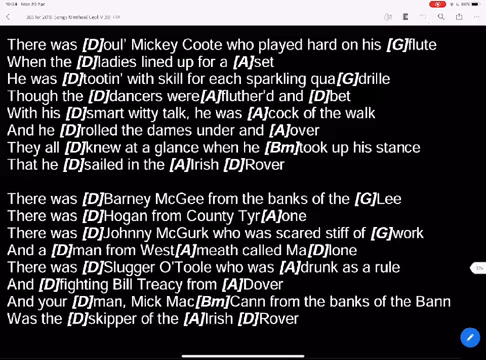 There was [D]oul' Mickey Coote who played hard on his [G]flute
When the [D]ladies lined up for a [A]set
He was [D]tootin' with skill for each sparkling qua[G]drille
Though the [D]dancers were[A]fluther'd and [D]bet
With his [D]smart witty talk, he was [A]cock of the walk
And he [D]rolled the dames under and [A]over
They all [D]knew at a glance when he [Bm]took up his stance
That he [D]sailed in the [A]Irish [D]Rover
There was [D]Barney McGee from the banks of the [G]Lee
There was [D]Hogan from County Tyr[A]one
There was [D]Johnny McGurk who was scared stiff of [G]work
And a [D]man from West[A]meath called Ma[D]lone
There was [D]Slugger O'Toole who was [A]drunk as a rule
And [D]fighting Bill Treacy from [A]Dover
And your [D]man, Mick Mac[Bm]Cann from the banks of the Bann
Was the [D]skipper of the [A]Irish [D]Rover